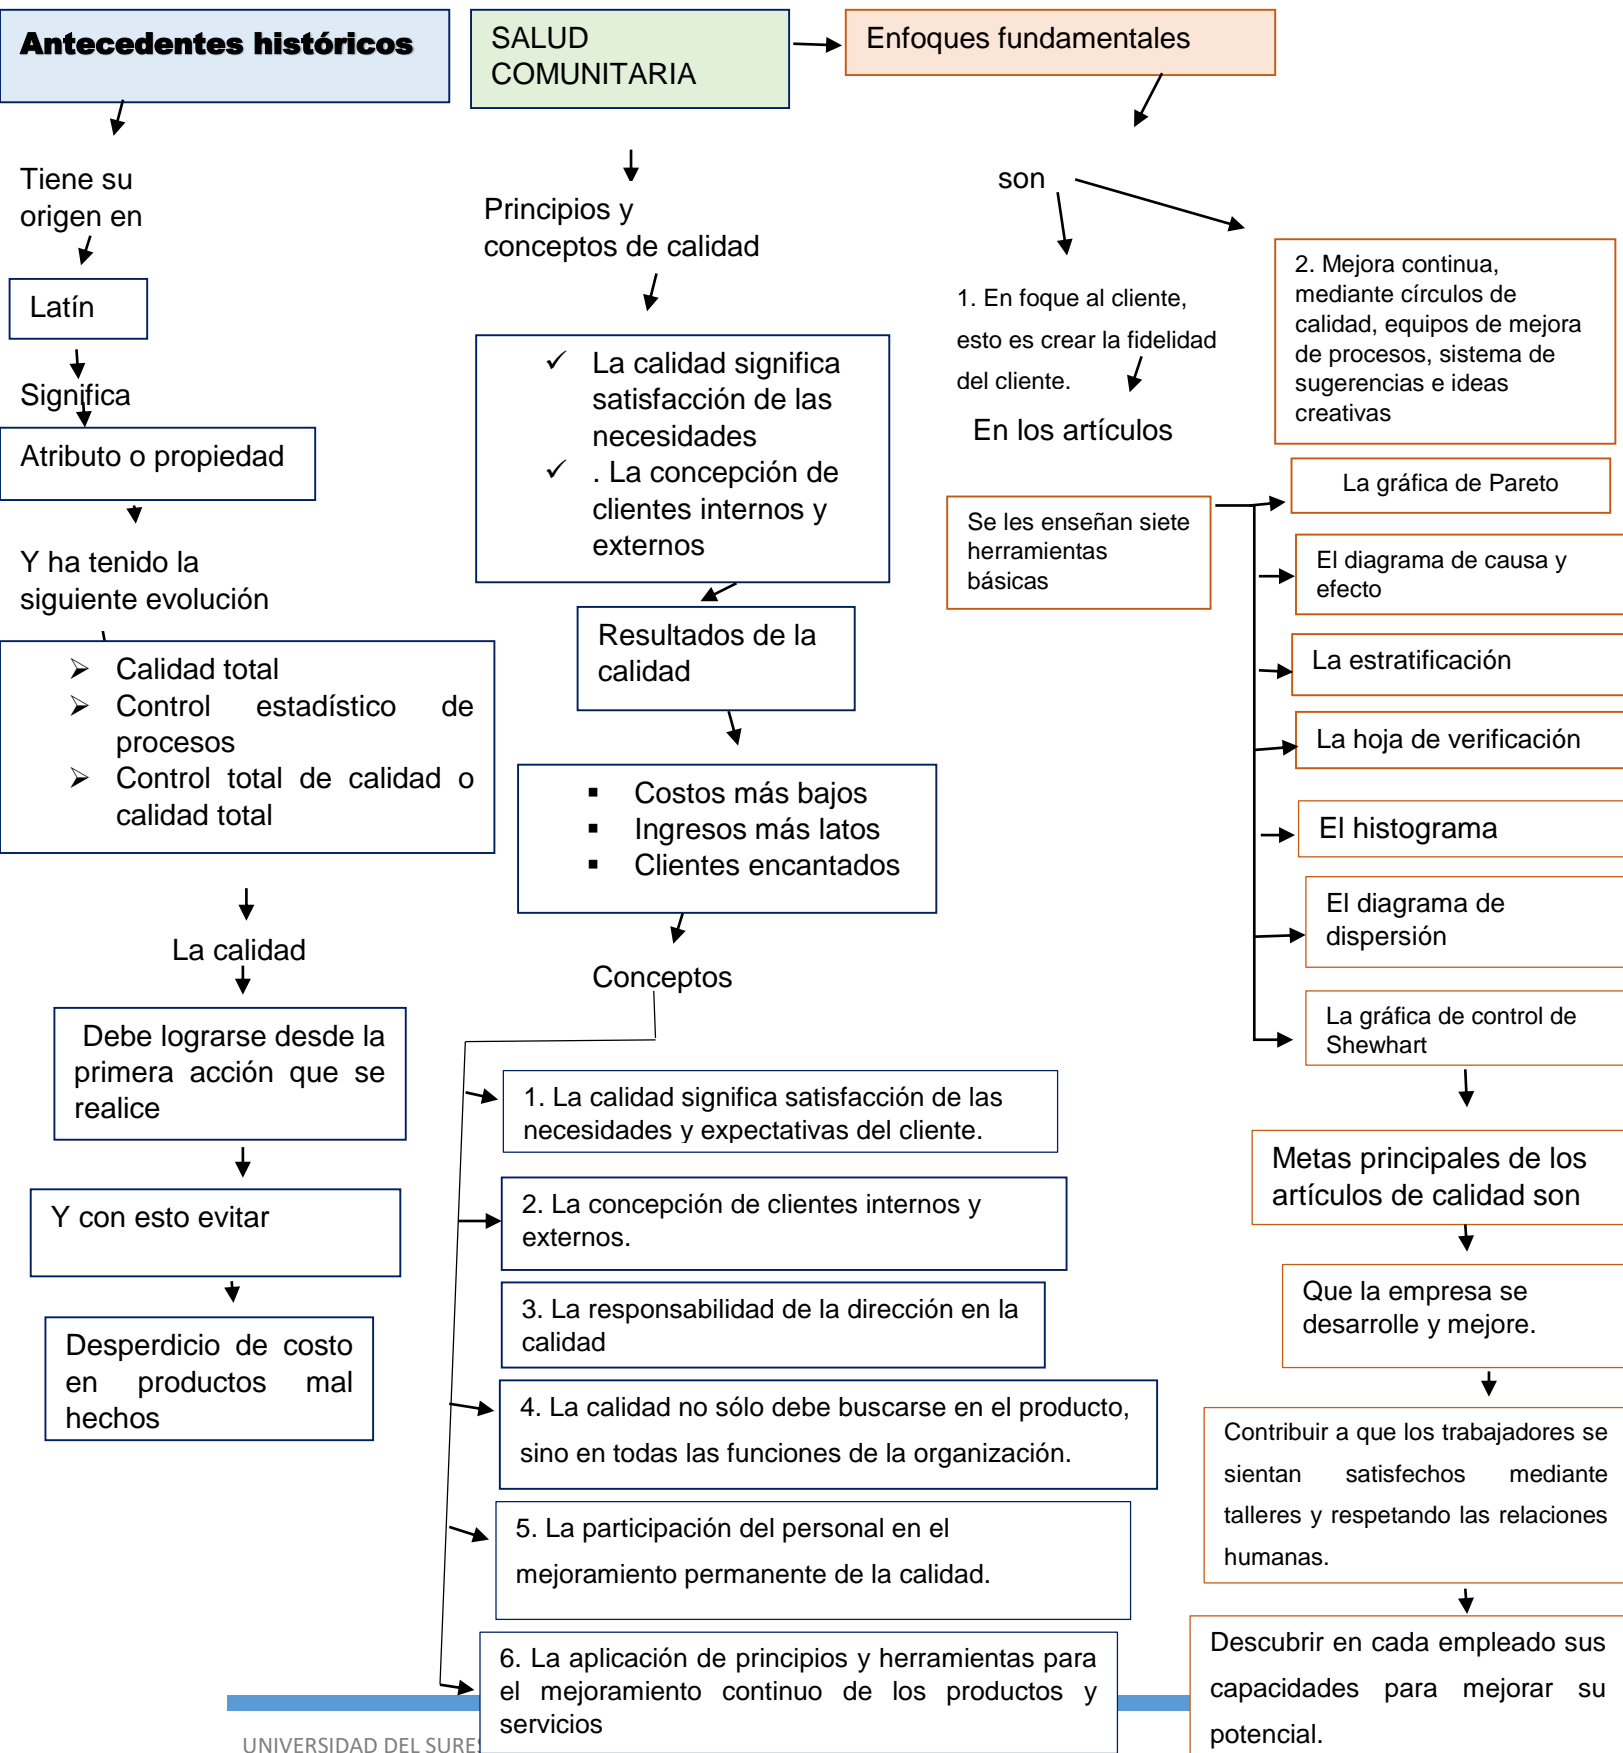 Antecedentes históricos
Tiene su
origen en
Latín
Significa
Atributo o propiedad
Y ha tenido la
siguiente evolución
➢ Calidad total
➢ Control estadístico de
procesos
➢ Control total de calidad o
calidad total
La calidad
Debe lograrse desde la
primera acción que se
realice
Y con esto evitar
Desperdicio de costo
en productos mal
hechos
SALUD
COMUNITARIA
Principios y
conceptos de calidad
✓ La calidad significa
satisfacción de las
necesidades
✓ . La concepción de
clientes internos y
externos
Resultados de la
calidad
▪ Costos más bajos
▪ Ingresos más latos
▪ Clientes encantados
Conceptos
1. La calidad significa satisfacción de las
necesidades y expectativas del cliente.
2. La concepción de clientes internos y
externos.
3. La responsabilidad de la dirección en la
calidad
4. La calidad no sólo debe buscarse en el producto,
sino en todas las funciones de la organización.
5. La participación del personal en el
mejoramiento permanente de la calidad.
6. La aplicación de principios y herramientas para
el mejoramiento continuo de los productos y
servicios
Enfoques fundamentales
son
1. En foque al cliente,
esto es crear la fidelidad
del cliente.
En los artículos
2. Mejora continua,
mediante círculos de
calidad, equipos de mejora
de procesos, sistema de
sugerencias e ideas
creativas
Se les enseñan siete
herramientas
básicas
La gráfica de Pareto
El diagrama de causa y
efecto
La estratificación
La hoja de verificación
El histograma
El diagrama de
dispersión
La gráfica de control de
Shewhart
Metas principales de los
artículos de calidad son
Que la empresa se
desarrolle y mejore.
Contribuir a que los trabajadores se
sientan satisfechos mediante
talleres y respetando las relaciones
humanas.
Descubrir en cada empleado sus
capacidades para mejorar su
potencial.
UNIVERSIDAD DEL SURES